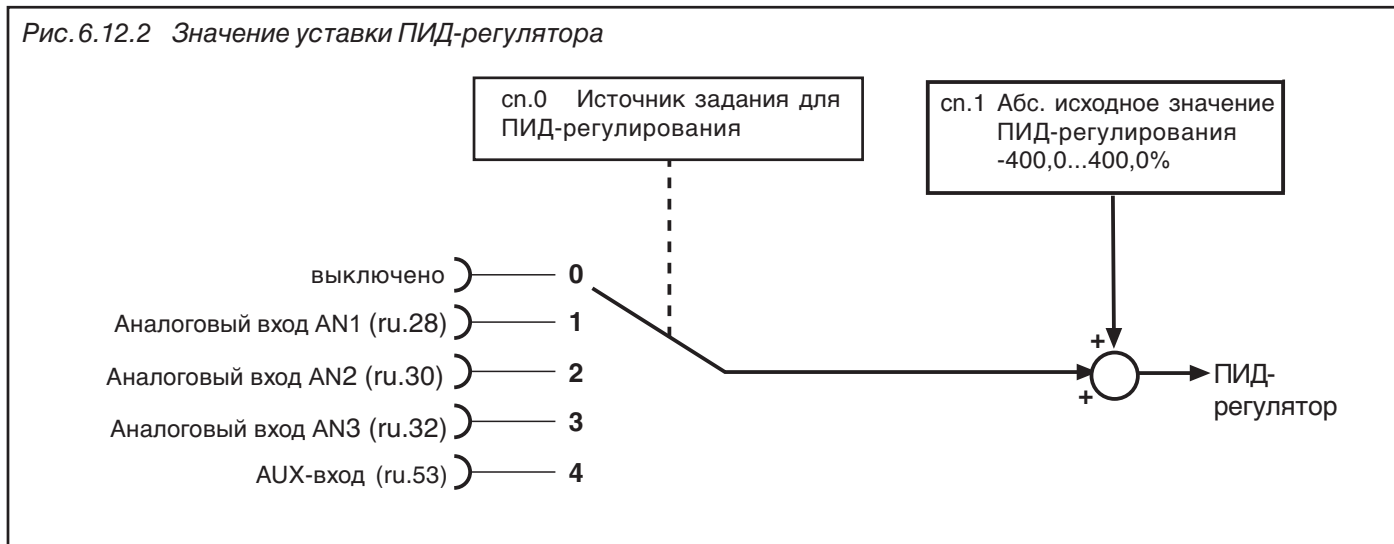 Рис.6.12.2 Значение уставки ПИД-регулятора
cn.0 Источник задания для
ПИД-регулирования
cn.1 Абс. исходное значение
ПИД-регулирования
-400,0...400,0%
выключено 0
Аналоговый вход AN1 (ru.28) 1
Аналоговый вход AN2 (ru.30) 2
Аналоговый вход AN3 (ru.32) 3
AUX-вход (ru.53) 4
+
+
ПИД-
регулятор